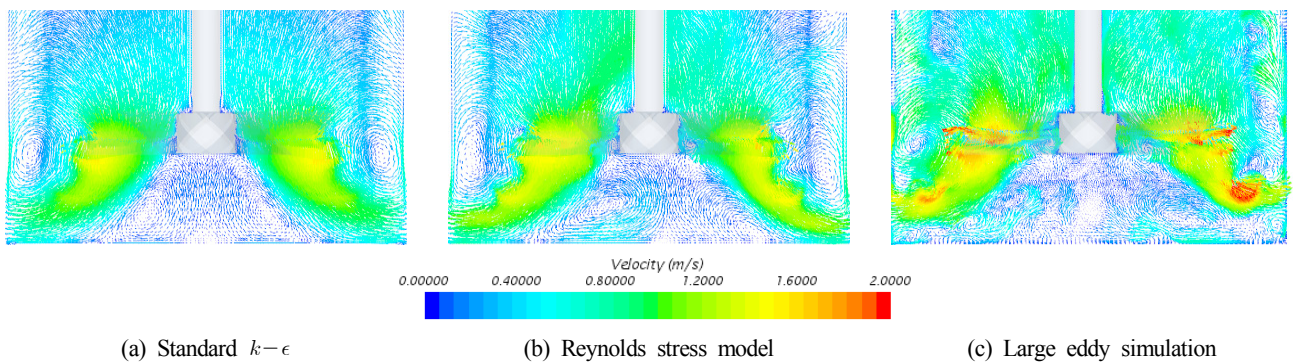 Velocity (m/s)
0.00000 0.40000 0.80000 1.2000 1.6000 2.0000
(a) Standard k−ϵ (b) Reynolds stress model (c) Large eddy simulation